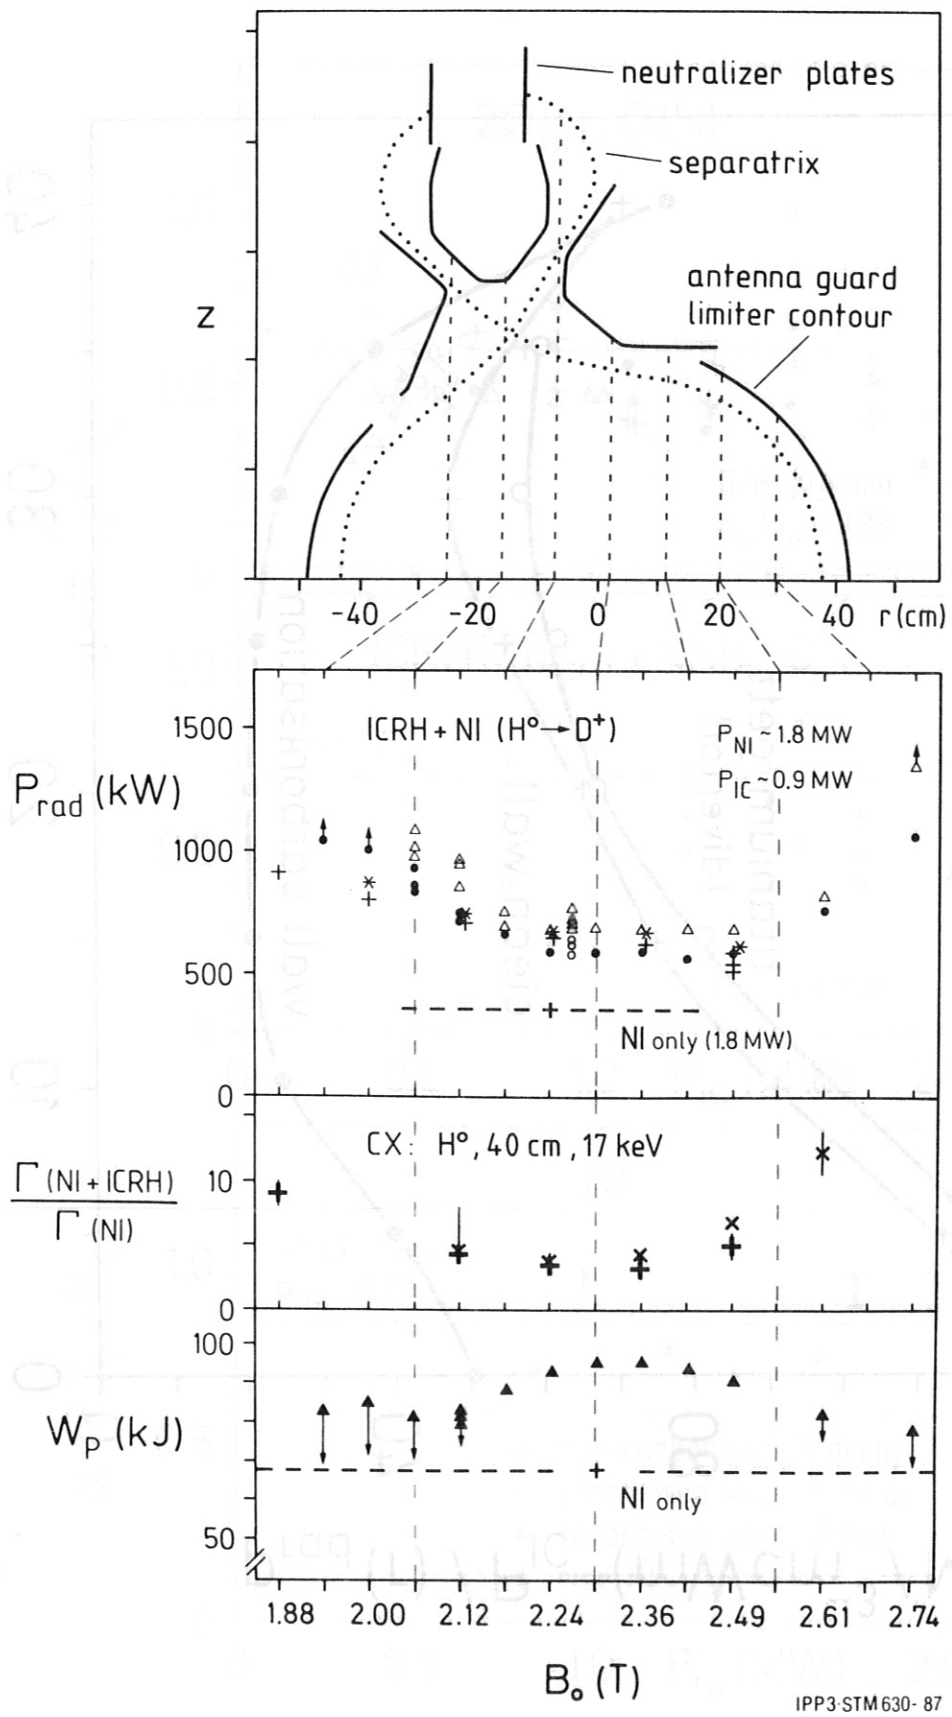 neutralizer plates
separatrix
antenna guard
limiter contour
Z
-40 -20 0 20 40 r (cm)
ICRH + NI (H° → D⁺)
P_NI ~ 1.8 MW
P_IC ~ 0.9 MW
P_rad (kW)
1500
1000
500
0
NI only (1.8 MW)
CX: H°, 40 cm, 17 keV
Γ (NI + ICRH)
Γ (NI)
10
0
100
W_p (kJ)
NI only
50
1.88 2.00 2.12 2.24 2.36 2.49 2.61 2.74
B₀ (T)
IPP3·STM 630-87